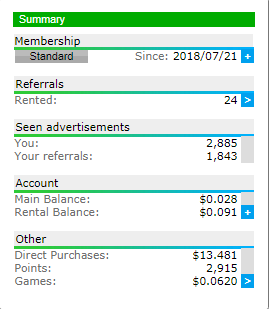 Summary
Membership
Standard Since: 2018/07/21 +
Referrals
Rented: 24 >
Seen advertisements
You: 2,885
Your referrals: 1,843
Account
Main Balance: $0.028
Rental Balance: $0.091 +
Other
Direct Purchases: $13.481
Points: 2,915
Games: $0.0620 >